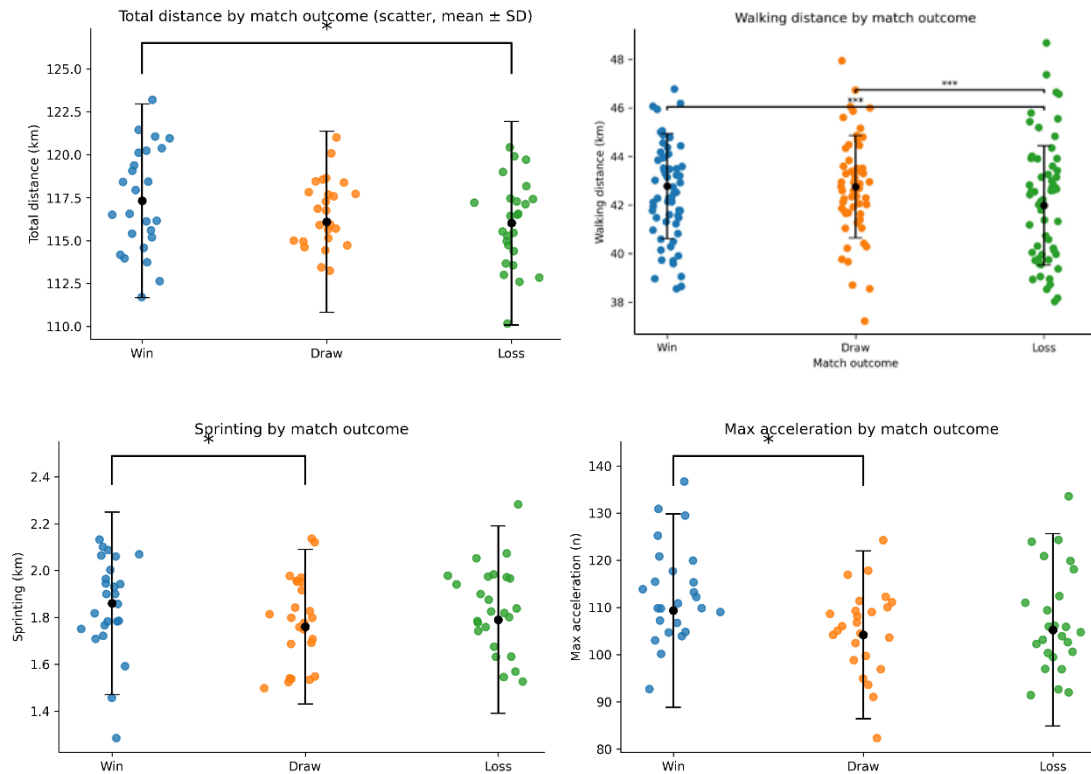 Total distance by match outcome (scatter, mean ± SD)
*
Total distance (km)
125.0
122.5
120.0
117.5
115.0
112.5
110.0
Win Draw Loss
Walking distance by match outcome
***
***
Walking distance (km)
48
46
44
42
40
38
Win Draw Loss
Match outcome
Sprinting by match outcome
*
Sprinting (km)
2.4
2.2
2.0
1.8
1.6
1.4
Win Draw Loss
Max acceleration by match outcome
*
Max acceleration (n)
140
130
120
110
100
90
80
Win Draw Loss